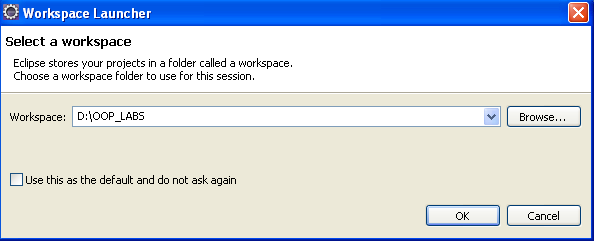 Workspace Launcher
Select a workspace
Eclipse stores your projects in a folder called a workspace.
Choose a workspace folder to use for this session.
Workspace: D:\OOP_LABS Browse...
Use this as the default and do not ask again
OK Cancel